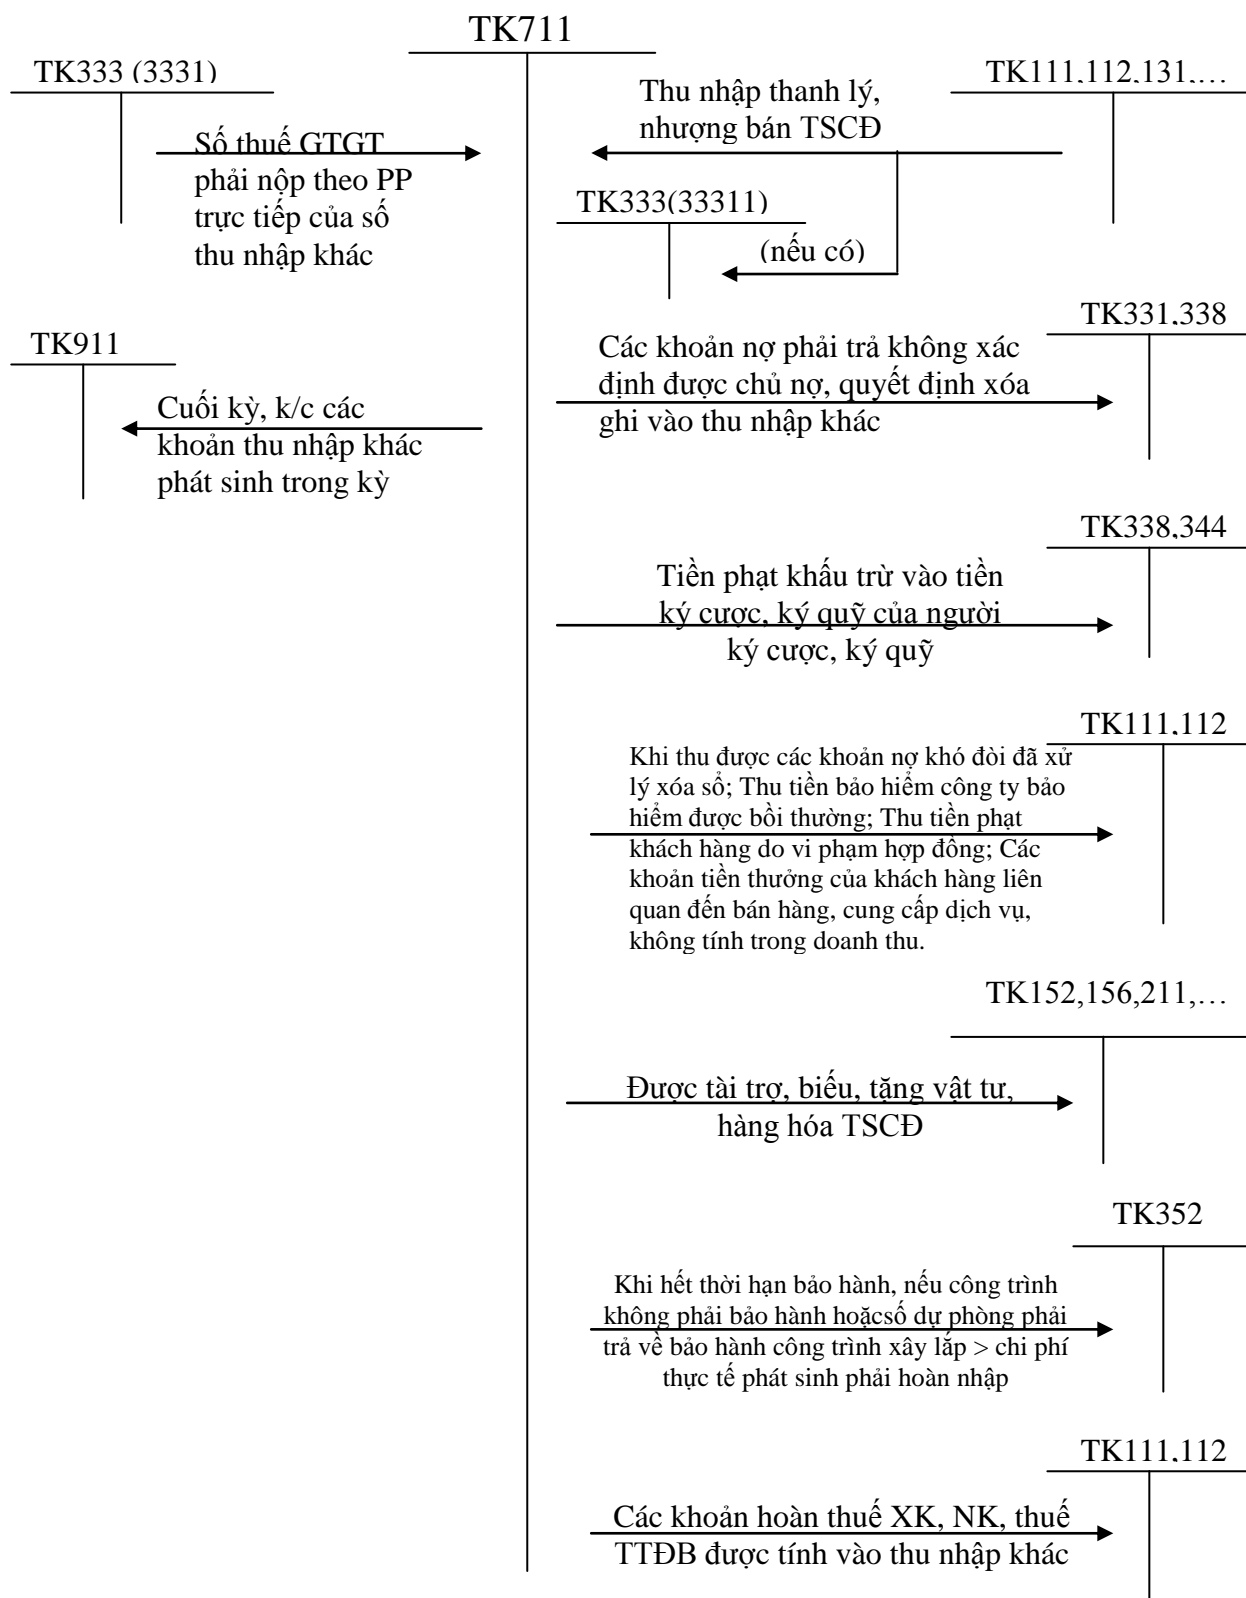 TK711
TK333 (3331)
Số thuế GTGT
phải nộp theo PP
trực tiếp của số
thu nhập khác
TK911
Cuối kỳ, k/c các
khoản thu nhập khác
phát sinh trong kỳ
TK111,112,131,…
Thu nhập thanh lý,
nhượng bán TSCĐ
TK333(33311)
(nếu có)
TK331,338
Các khoản nợ phải trả không xác
định được chủ nợ, quyết định xóa
ghi vào thu nhập khác
TK338,344
Tiền phạt khấu trừ vào tiền
ký cược, ký quỹ của người
ký cược, ký quỹ
TK111,112
Khi thu được các khoản nợ khó đòi đã xử
lý xóa sổ; Thu tiền bảo hiểm công ty bảo
hiểm được bồi thường; Thu tiền phạt
khách hàng do vi phạm hợp đồng; Các
khoản tiền thưởng của khách hàng liên
quan đến bán hàng, cung cấp dịch vụ,
không tính trong doanh thu.
TK152,156,211,…
Được tài trợ, biếu, tặng vật tư,
hàng hóa TSCĐ
TK352
Khi hết thời hạn bảo hành, nếu công trình
không phải bảo hành hoặcsố dự phòng phải
trả về bảo hành công trình xây lắp > chi phí
thực tế phát sinh phải hoàn nhập
TK111,112
Các khoản hoàn thuế XK, NK, thuế
TTĐB được tính vào thu nhập khác